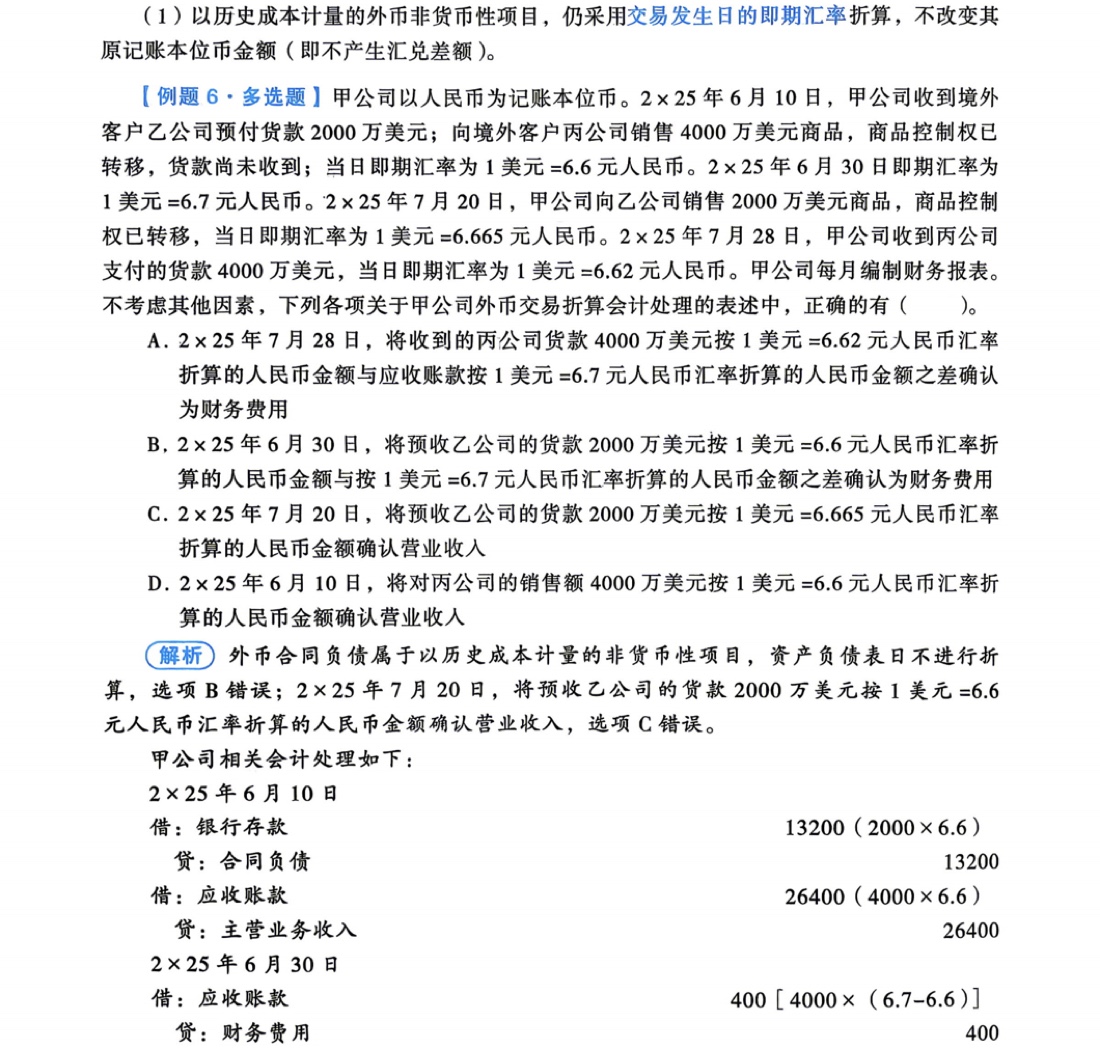 （1）以历史成本计量的外币非货币性项目，仍采用交易发生日的即期汇率折算，不改变其
原记账本位币金额（即不产生汇兑差额）。
【例题 6·多选题】甲公司以人民币为记账本位币。2×25 年 6 月 10 日，甲公司收到境外
客户乙公司预付货款 2000 万美元；向境外客户丙公司销售 4000 万美元商品，商品控制权已
转移，货款尚未收到；当日即期汇率为 1 美元 =6.6 元人民币。2×25 年 6 月 30 日即期汇率为
1 美元 =6.7 元人民币。2×25 年 7 月 20 日，甲公司向乙公司销售 2000 万美元商品，商品控制
权已转移，当日即期汇率为 1 美元 =6.665 元人民币。2×25 年 7 月 28 日，甲公司收到丙公司
支付的货款 4000 万美元，当日即期汇率为 1 美元 =6.62 元人民币。甲公司每月编制财务报表。
不考虑其他因素，下列各项关于甲公司外币交易折算会计处理的表述中，正确的有（　　）。
A. 2×25 年 7 月 28 日，将收到的丙公司货款 4000 万美元按 1 美元 =6.62 元人民币汇率
折算的人民币金额与应收账款按 1 美元 =6.7 元人民币汇率折算的人民币金额之差确认
为财务费用
B. 2×25 年 6 月 30 日，将预收乙公司的货款 2000 万美元按 1 美元 =6.6 元人民币汇率折
算的人民币金额与按 1 美元 =6.7 元人民币汇率折算的人民币金额之差确认为财务费用
C. 2×25 年 7 月 20 日，将预收乙公司的货款 2000 万美元按 1 美元 =6.665 元人民币汇率
折算的人民币金额确认营业收入
D. 2×25 年 6 月 10 日，将对丙公司的销售额 4000 万美元按 1 美元 =6.6 元人民币汇率折
算的人民币金额确认营业收入
解析 外币合同负债属于以历史成本计量的非货币性项目，资产负债表日不进行折
算，选项 B 错误；2×25 年 7 月 20 日，将预收乙公司的货款 2000 万美元按 1 美元 =6.6
元人民币汇率折算的人民币金额确认营业收入，选项 C 错误。
甲公司相关会计处理如下：
2×25 年 6 月 10 日
借：银行存款 13200（2000×6.6）
贷：合同负债 13200
借：应收账款 26400（4000×6.6）
贷：主营业务收入 26400
2×25 年 6 月 30 日
借：应收账款 400［4000×（6.7-6.6）］
贷：财务费用 400